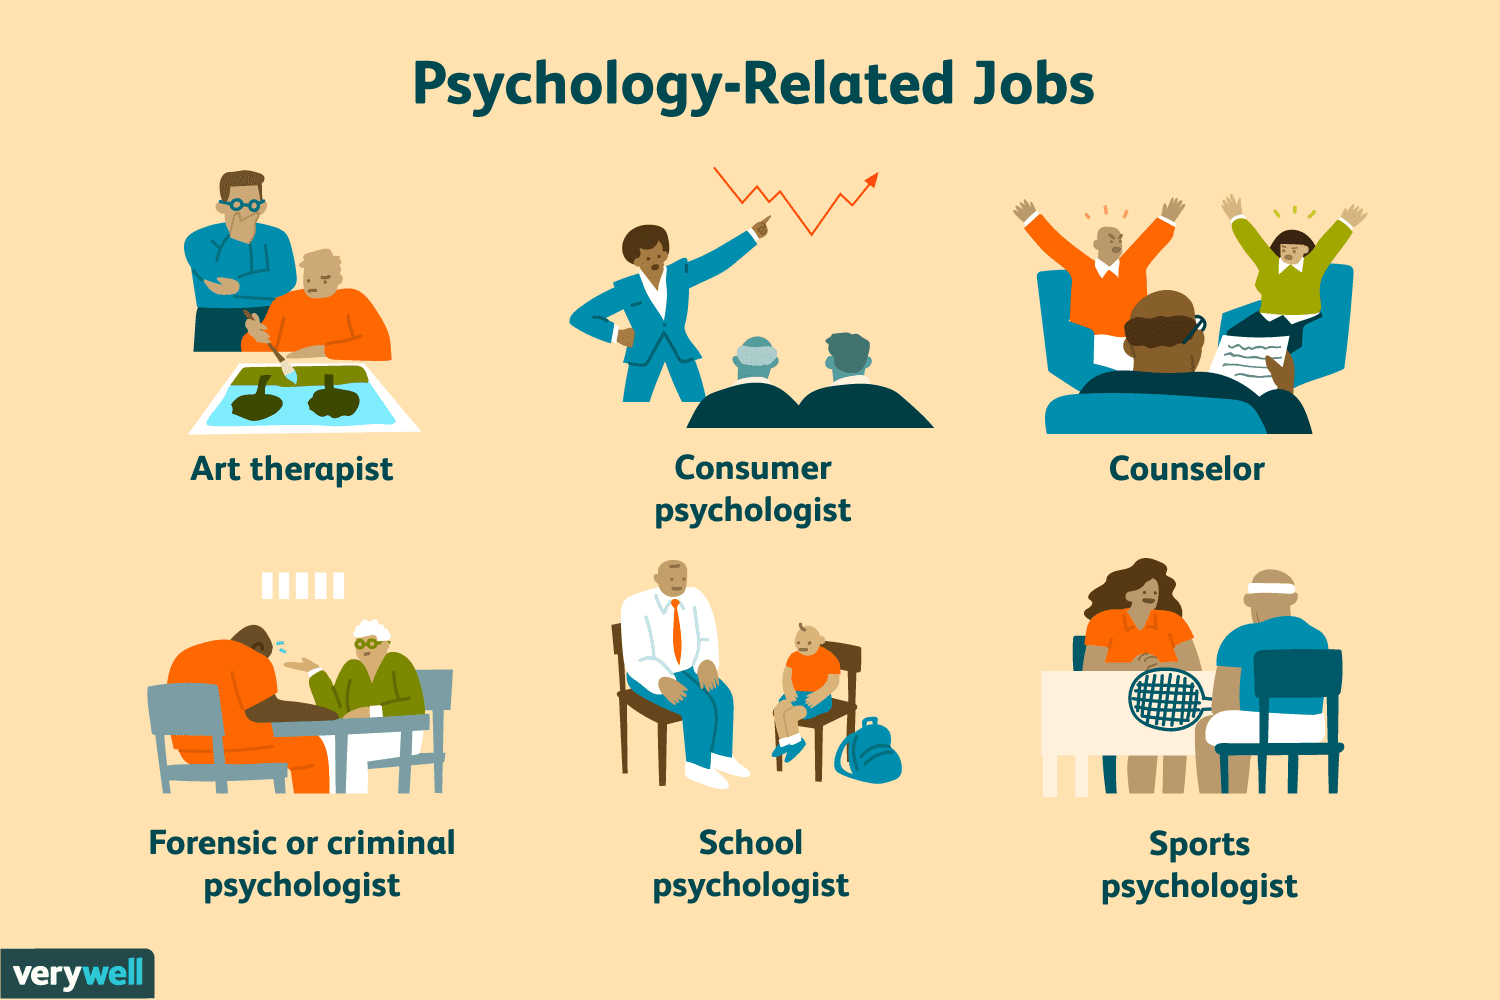 Psychology-Related Jobs
Art therapist
Consumer
psychologist
Counselor
Forensic or criminal
psychologist
School
psychologist
Sports
psychologist
verywell